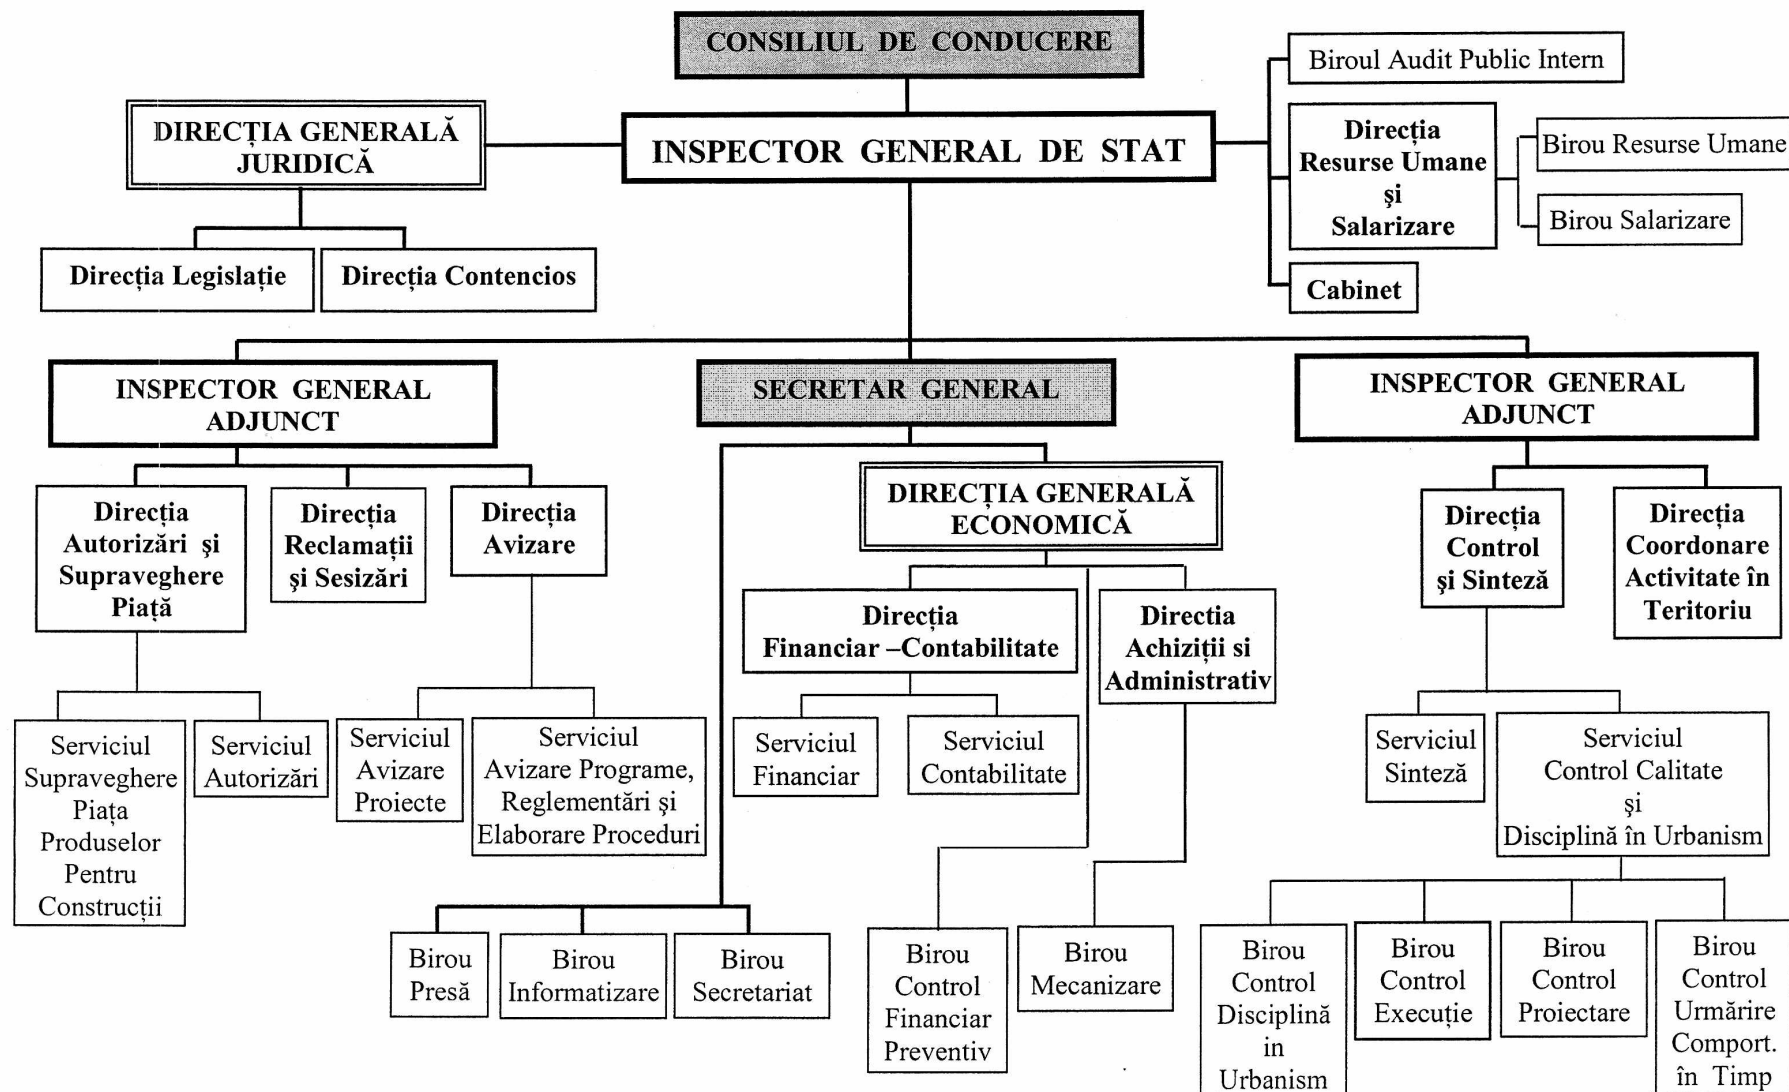 CONSILIUL DE CONDUCERE
Biroul Audit Public Intern
DIRECȚIA GENERALĂ
JURIDICĂ
INSPECTOR GENERAL DE STAT
Direcția
Resurse Umane
și
Salarizare
Birou Resurse Umane
Birou Salarizare
Direcția Legislație
Direcția Contencios
Cabinet
INSPECTOR GENERAL
ADJUNCT
SECRETAR GENERAL
INSPECTOR GENERAL
ADJUNCT
Direcția
Autorizări și
Supraveghere
Piață
Direcția
Reclamații
și Sesizări
Direcția
Avizare
DIRECȚIA GENERALĂ
ECONOMICĂ
Direcția
Control
și Sinteză
Direcția
Coordonare
Activitate în
Teritoriu
Direcția
Financiar –Contabilitate
Directia
Achiziții si
Administrativ
Serviciul
Supraveghere
Piața
Produselor
Pentru
Construcții
Serviciul
Autorizări
Serviciul
Avizare
Proiecte
Serviciul
Avizare Programe,
Reglementări și
Elaborare Proceduri
Serviciul
Financiar
Serviciul
Contabilitate
Serviciul
Sinteză
Serviciul
Control Calitate
și
Disciplină în Urbanism
Birou
Presă
Birou
Informatizare
Birou
Secretariat
Birou
Control
Financiar
Preventiv
Birou
Mecanizare
Birou
Control
Disciplină
in
Urbanism
Birou
Control
Execuție
Birou
Control
Proiectare
Birou
Control
Urmărire
Comport.
în Timp